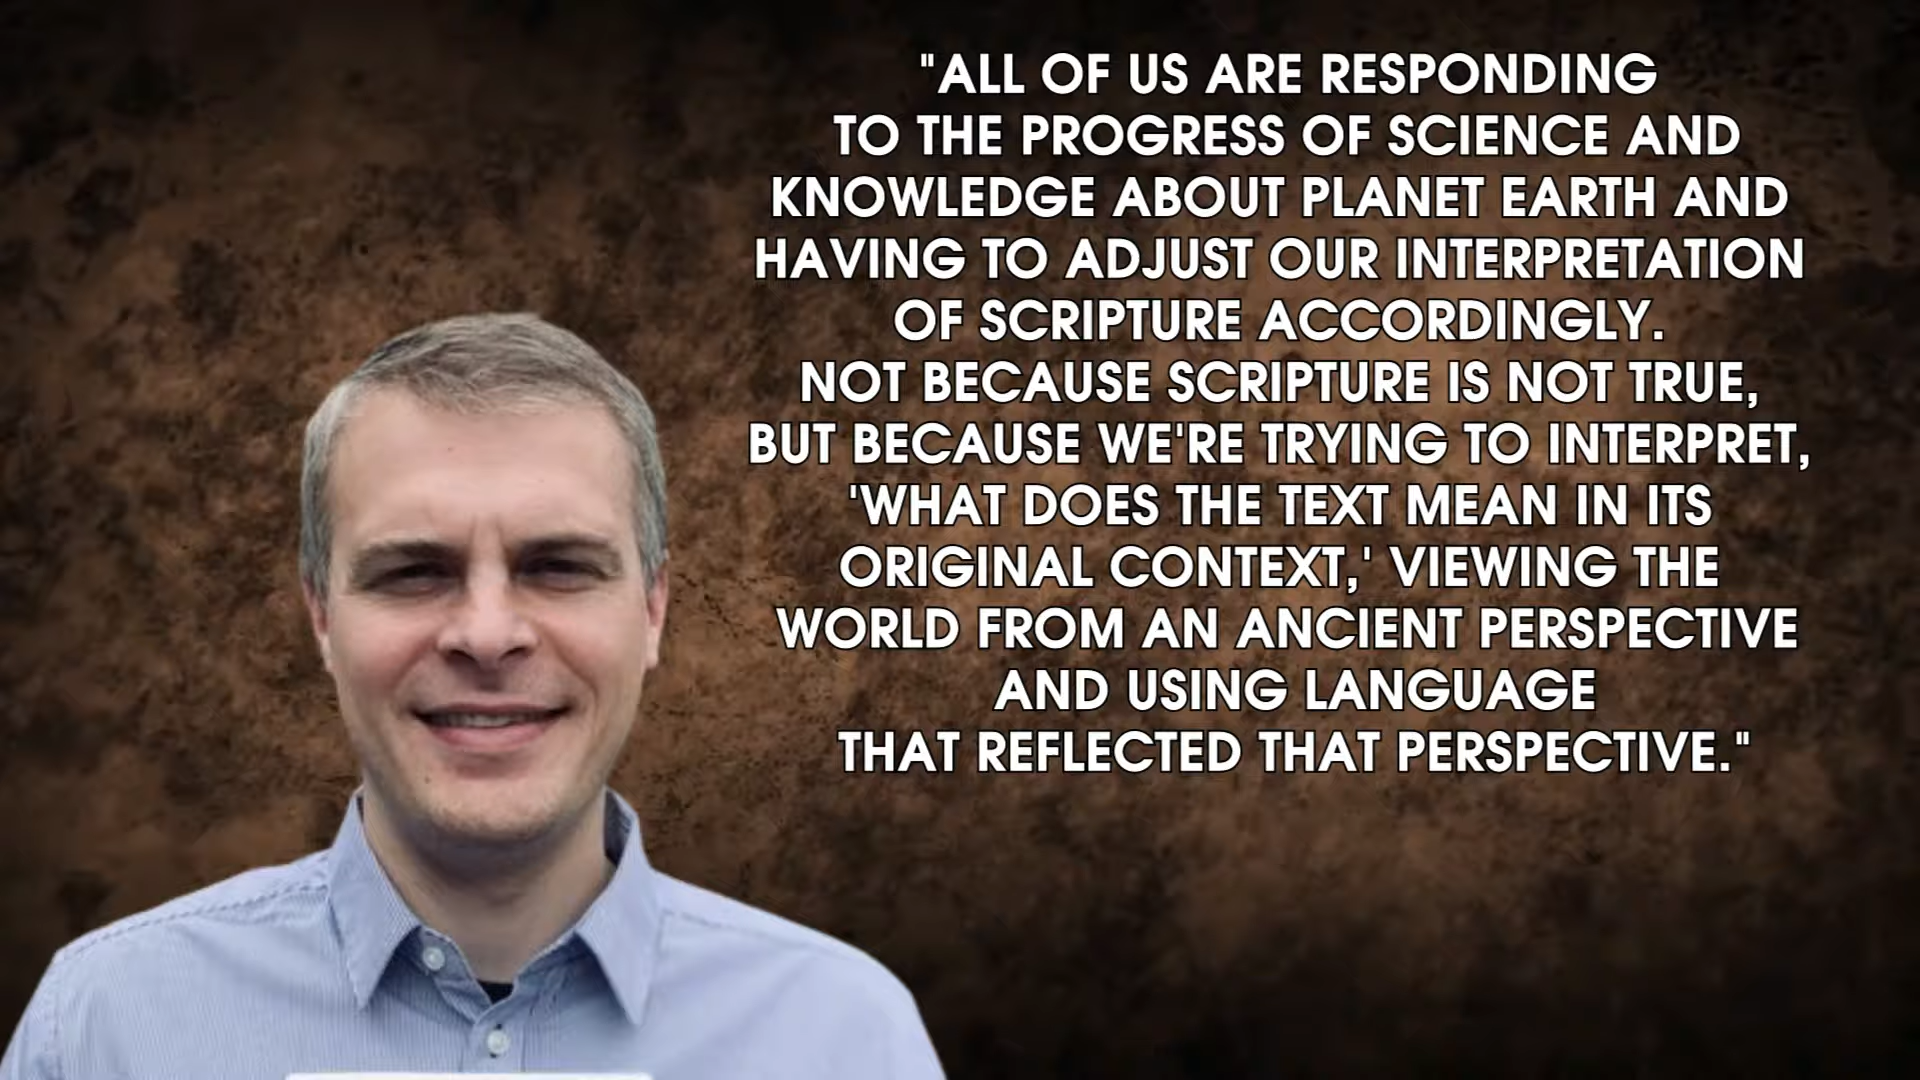 "ALL OF US ARE RESPONDING
TO THE PROGRESS OF SCIENCE AND
KNOWLEDGE ABOUT PLANET EARTH AND
HAVING TO ADJUST OUR INTERPRETATION
OF SCRIPTURE ACCORDINGLY.
NOT BECAUSE SCRIPTURE IS NOT TRUE,
BUT BECAUSE WE'RE TRYING TO INTERPRET,
'WHAT DOES THE TEXT MEAN IN ITS
ORIGINAL CONTEXT,' VIEWING THE
WORLD FROM AN ANCIENT PERSPECTIVE
AND USING LANGUAGE
THAT REFLECTED THAT PERSPECTIVE."